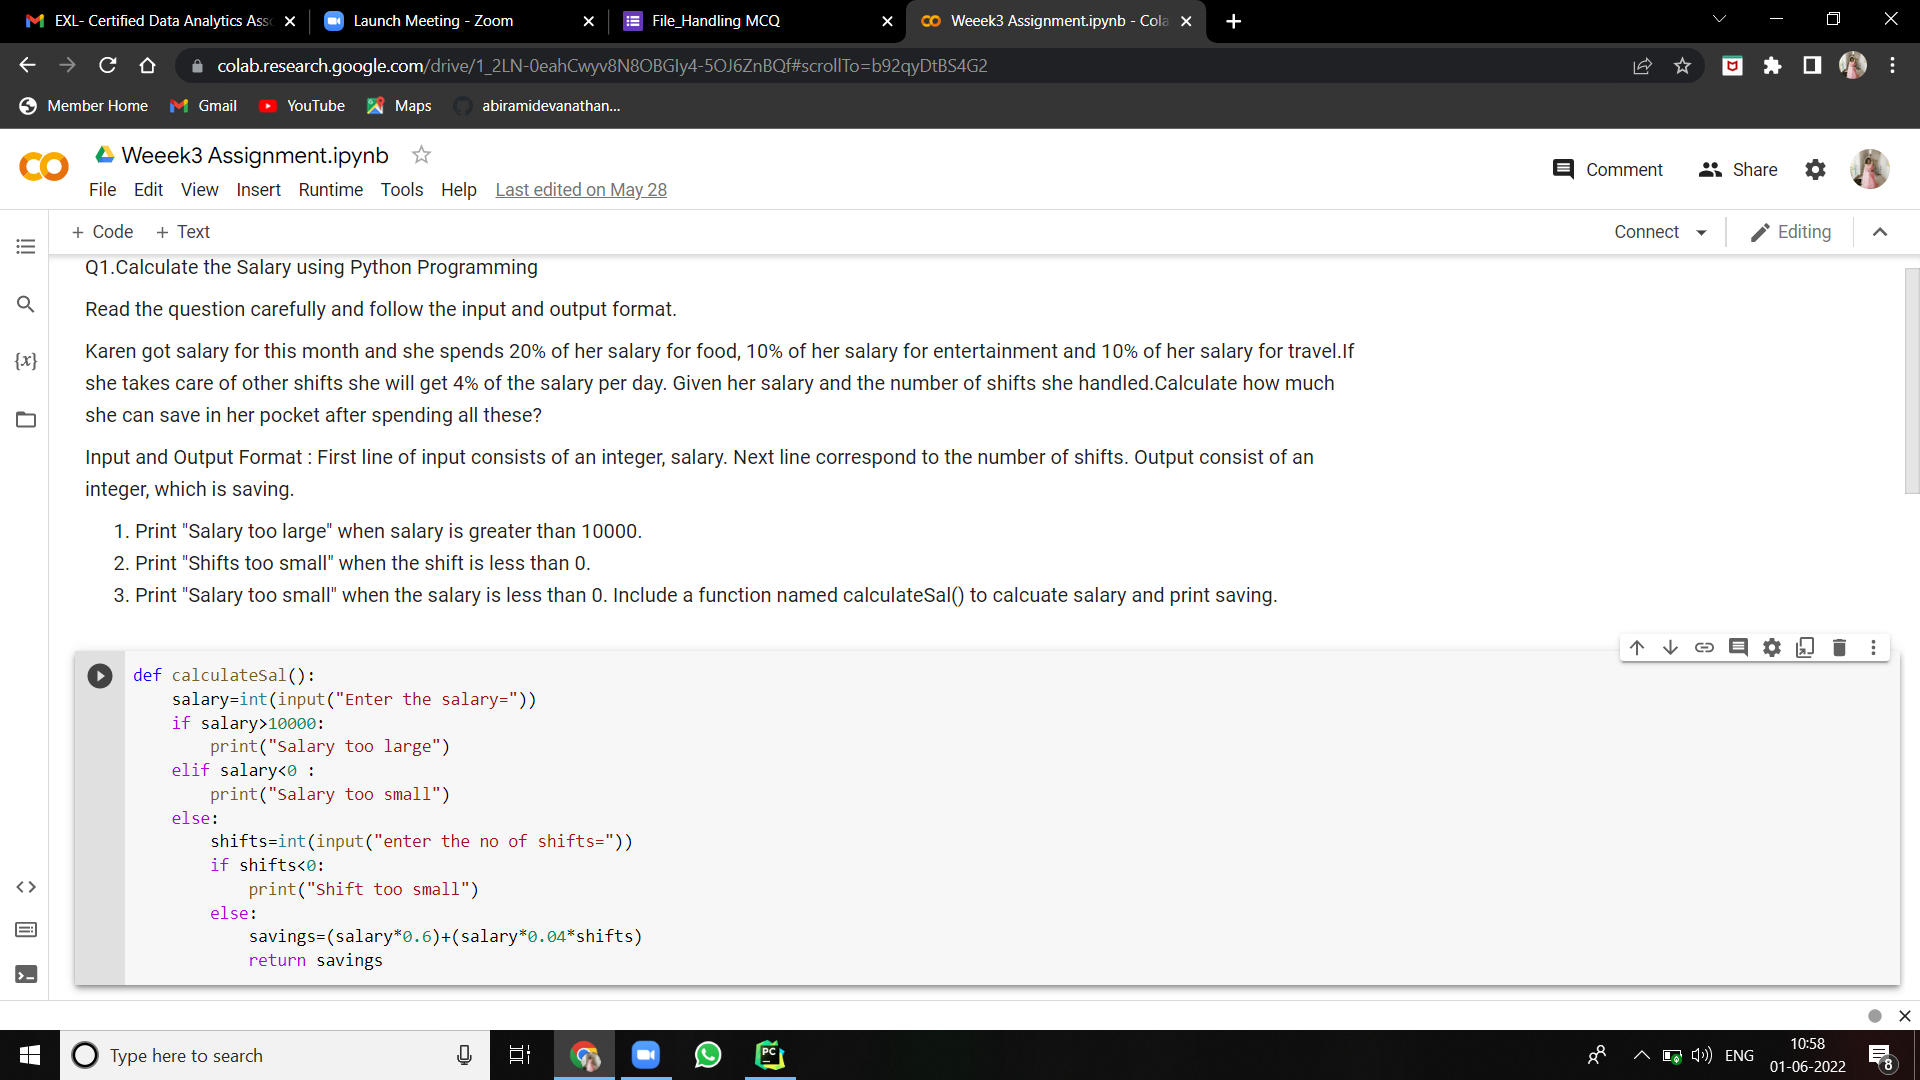 EXL- Certified Data Analytics Ass
Launch Meeting - Zoom
File_Handling MCQ
Weeek3 Assignment.ipynb - Cola
colab.research.google.com/drive/1_2LN-0eahCwyv8N8OBGIy4-5OJ6ZnBQf#scrollTo=b92qyDtBS4G2
Member Home
Gmail
YouTube
Maps
abiramidevanathan...
Weeek3 Assignment.ipynb
Comment
Share
File Edit View Insert Runtime Tools Help Last edited on May 28
+ Code + Text
Connect
Editing
Q1.Calculate the Salary using Python Programming
Read the question carefully and follow the input and output format.
{x}
Karen got salary for this month and she spends 20% of her salary for food, 10% of her salary for entertainment and 10% of her salary for travel.If
she takes care of other shifts she will get 4% of the salary per day. Given her salary and the number of shifts she handled.Calculate how much
she can save in her pocket after spending all these?
Input and Output Format : First line of input consists of an integer, salary. Next line correspond to the number of shifts. Output consist of an
integer, which is saving.
1. Print "Salary too large" when salary is greater than 10000.
2. Print "Shifts too small" when the shift is less than 0.
3. Print "Salary too small" when the salary is less than 0. Include a function named calculateSal() to calcuate salary and print saving.
def calculateSal():
    salary=int(input("Enter the salary="))
    if salary>10000:
        print("Salary too large")
    elif salary<0 :
        print("Salary too small")
    else:
        shifts=int(input("enter the no of shifts="))
        if shifts<0:
            print("Shift too small")
        else:
            savings=(salary*0.6)+(salary*0.04*shifts)
            return savings
Type here to search
PC
ENG
10:58
01-06-2022
8